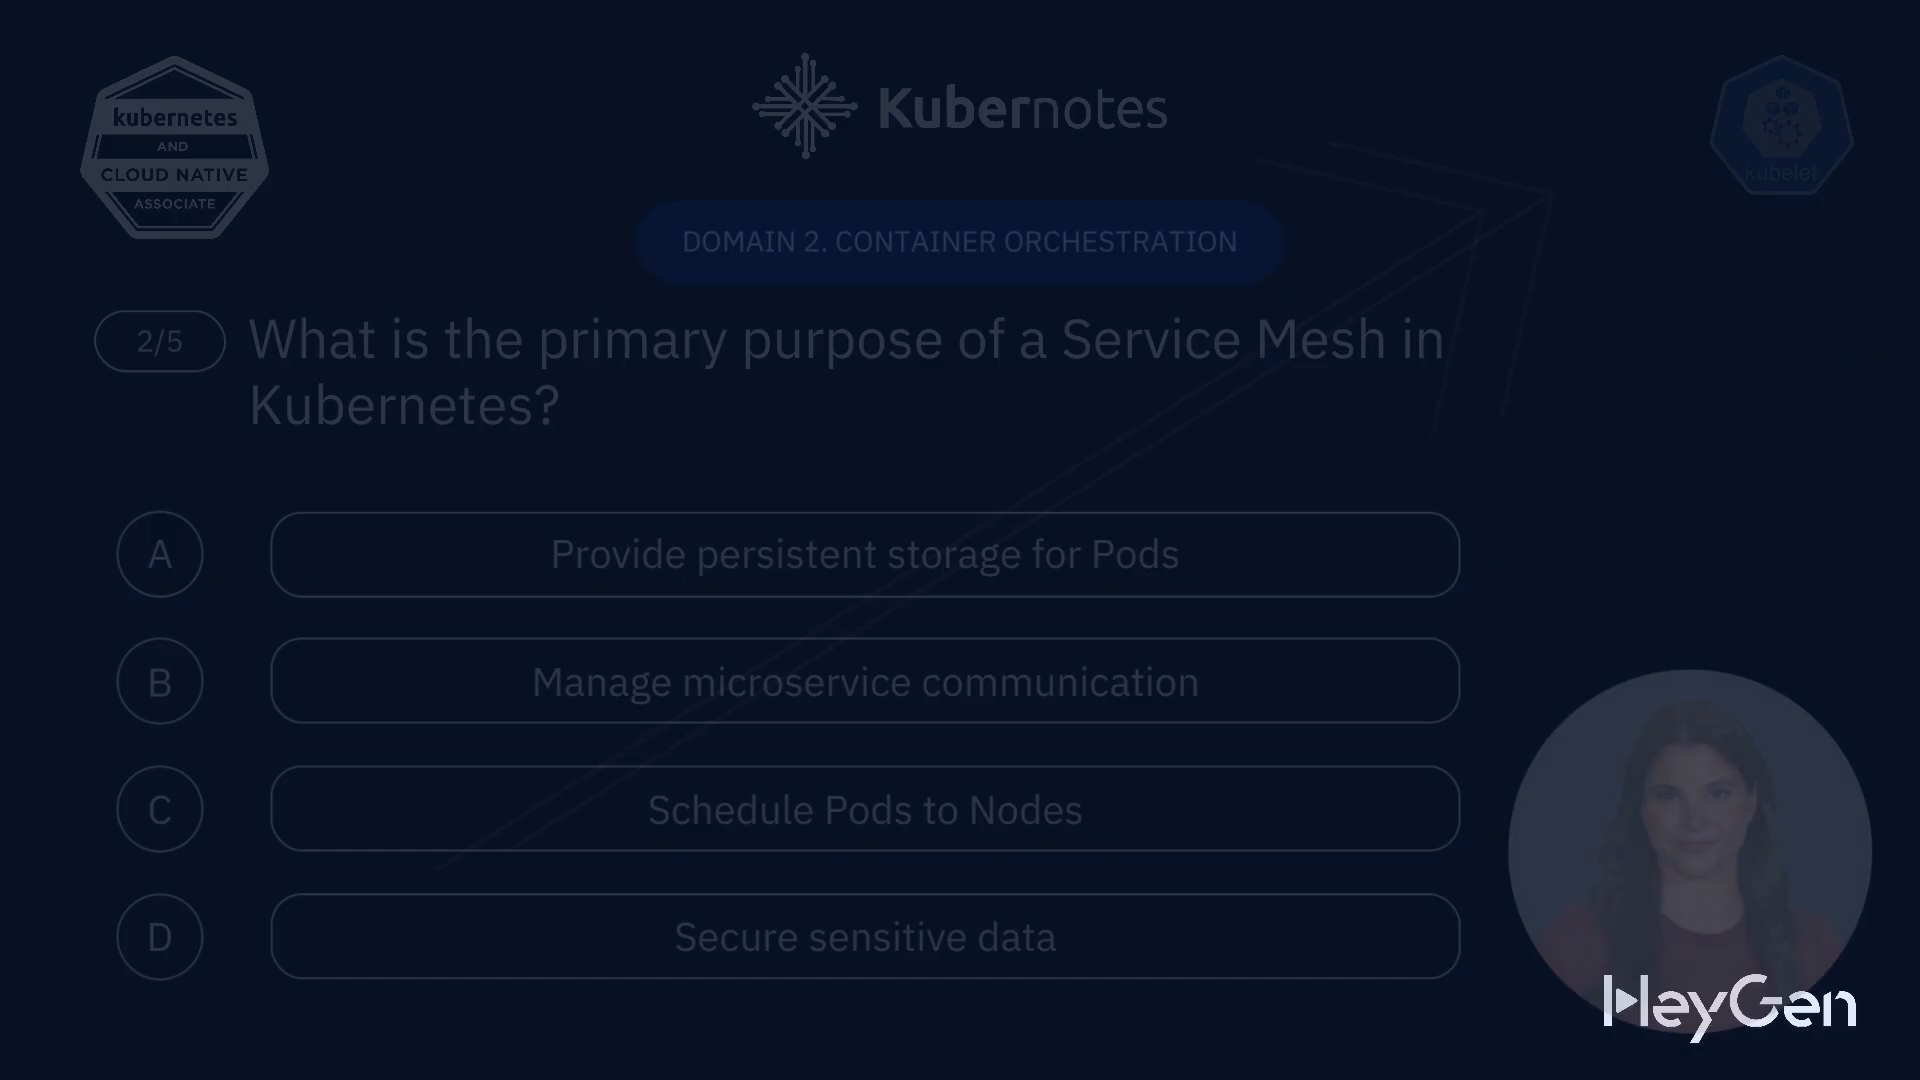 kubernetes
AND
CLOUD NATIVE
ASSOCIATE
Kubernotes
kubelet
DOMAIN 2. CONTAINER ORCHESTRATION
2/5
What is the primary purpose of a Service Mesh in
Kubernetes?
A
Provide persistent storage for Pods
B
Manage microservice communication
C
Schedule Pods to Nodes
D
Secure sensitive data
HeyGen